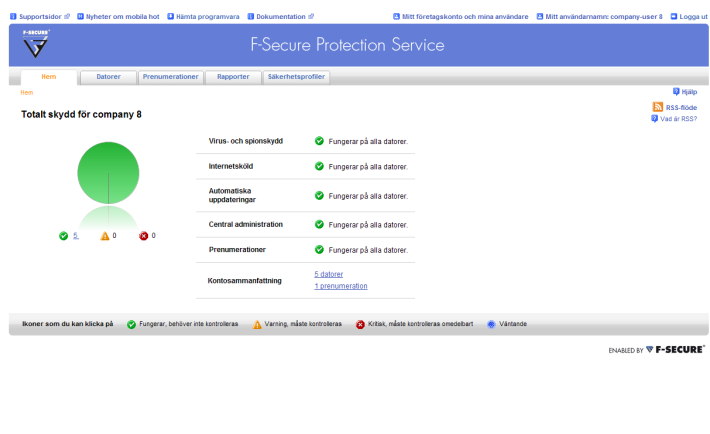 Supportsidor Nyheter om mobila hot Hämta programvara Dokumentation Mitt företagskonto och mina användare Mitt användarnamn: company-user 8 Logga ut
F-SECURE
F-Secure Protection Service
Hem Datorer Prenumerationer Rapporter Säkerhetsprofiler
Hem Hjälp
RSS-flöde
Totalt skydd för company 8
Vad är RSS?
Virus- och spionskydd Fungerar på alla datorer.
Internetsköld Fungerar på alla datorer.
Automatiska
uppdateringar Fungerar på alla datorer.
Central administration Fungerar på alla datorer.
5 0 0
Prenumerationer Fungerar på alla datorer.
Kontosammanfattning 5 datorer
1 prenumeration
Ikoner som du kan klicka på Fungerar, behöver inte kontrolleras Varning, måste kontrolleras Kritisk, måste kontrolleras omedelbart Väntande
ENABLED BY F-SECURE